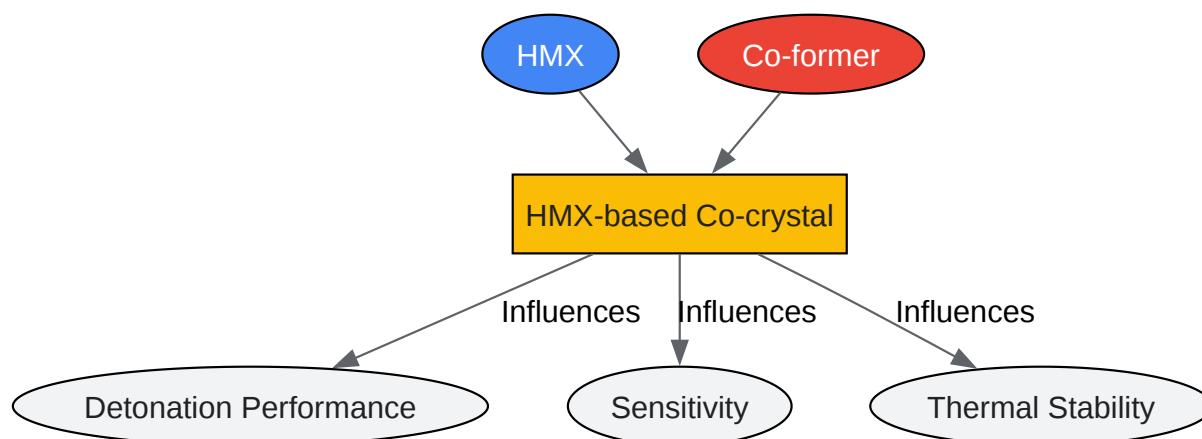 HMX
Co-former
HMX-based Co-crystal
Influences
Influences
Influences
Detonation Performance
Sensitivity
Thermal Stability